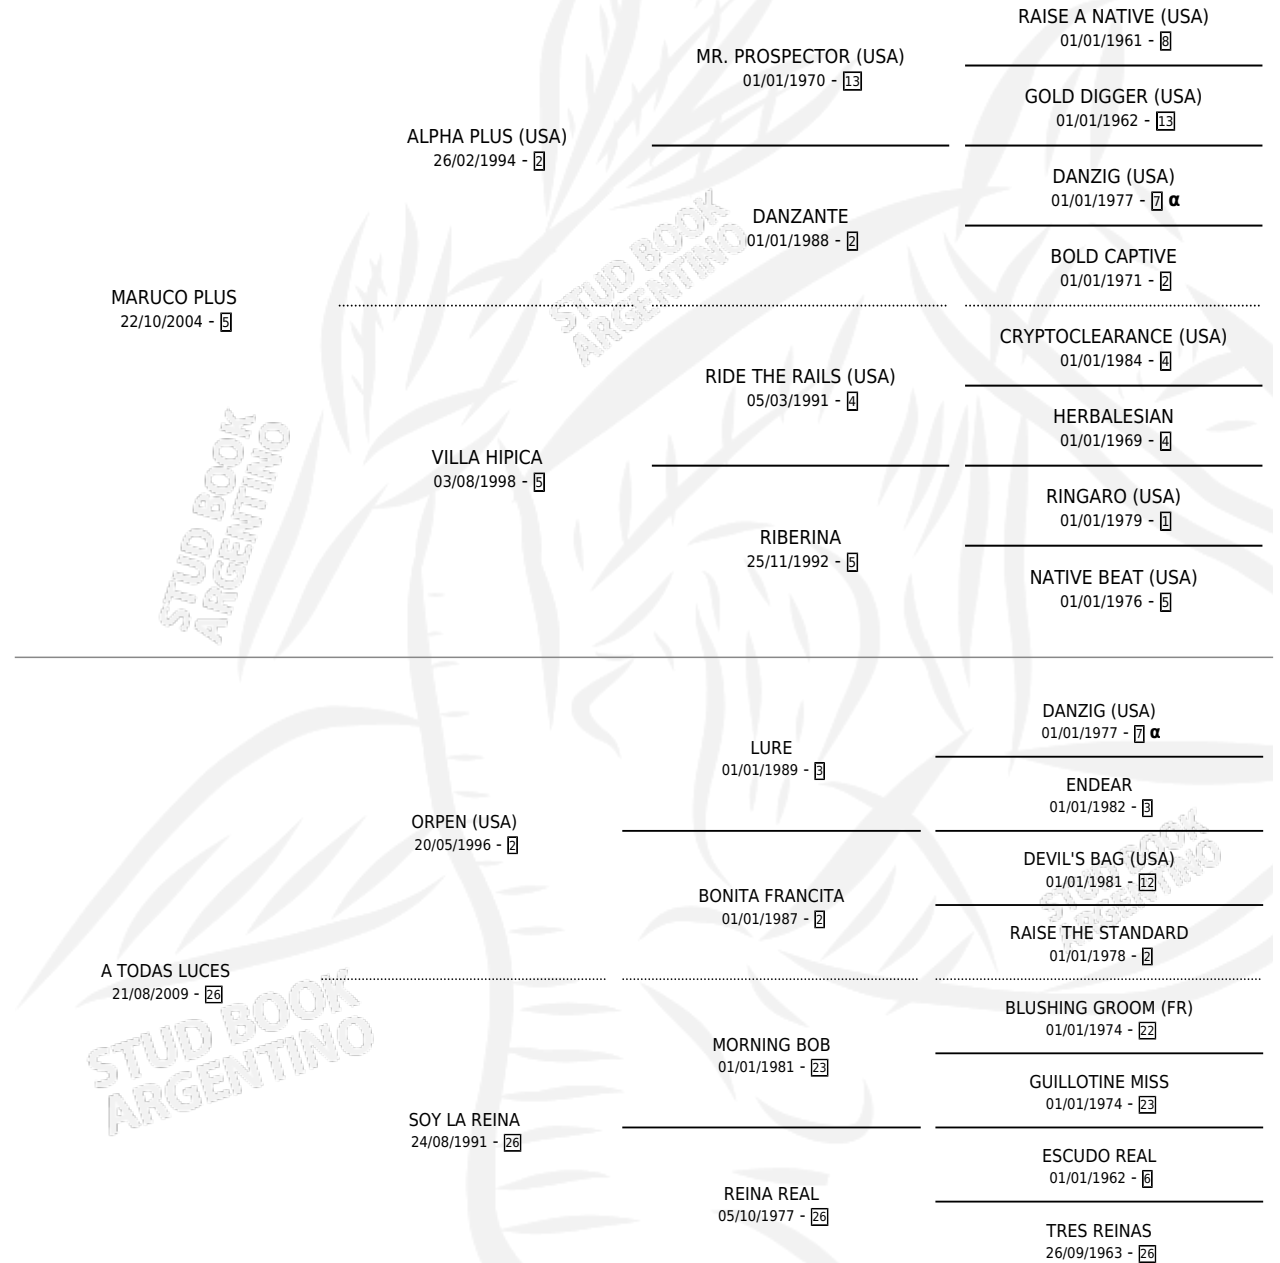 RAISE A NATIVE (USA)
01/01/1961 - 8
MR. PROSPECTOR (USA)
01/01/1970 - 13
GOLD DIGGER (USA)
01/01/1962 - 13
ALPHA PLUS (USA)
26/02/1994 - 2
DANZIG (USA)
01/01/1977 - 7 α
DANZANTE
01/01/1988 - 2
BOLD CAPTIVE
01/01/1971 - 2
STUD BOOK
ARGENTINO
MARUCO PLUS
22/10/2004 - 5
CRYPTOCLEARANCE (USA)
01/01/1984 - 4
RIDE THE RAILS (USA)
05/03/1991 - 4
HERBALESIAN
01/01/1969 - 4
VILLA HIPICA
03/08/1998 - 5
RINGARO (USA)
01/01/1979 - 1
RIBERINA
25/11/1992 - 5
NATIVE BEAT (USA)
01/01/1976 - 5
STUD BOOK
ARGENTINO
DANZIG (USA)
01/01/1977 - 7 α
LURE
01/01/1989 - 3
ENDEAR
01/01/1982 - 3
ORPEN (USA)
20/05/1996 - 2
DEVIL'S BAG (USA)
01/01/1981 - 12
BONITA FRANCITA
01/01/1987 - 2
RAISE THE STANDARD
01/01/1978 - 2
STUD BOOK
ARGENTINO
A TODAS LUCES
21/08/2009 - 26
BLUSHING GROOM (FR)
01/01/1974 - 22
MORNING BOB
01/01/1981 - 23
GUILLOTINE MISS
01/01/1974 - 23
STUD BOOK
ARGENTINO
SOY LA REINA
24/08/1991 - 26
ESCUDO REAL
01/01/1962 - 6
REINA REAL
05/10/1977 - 26
TRES REINAS
26/09/1963 - 26